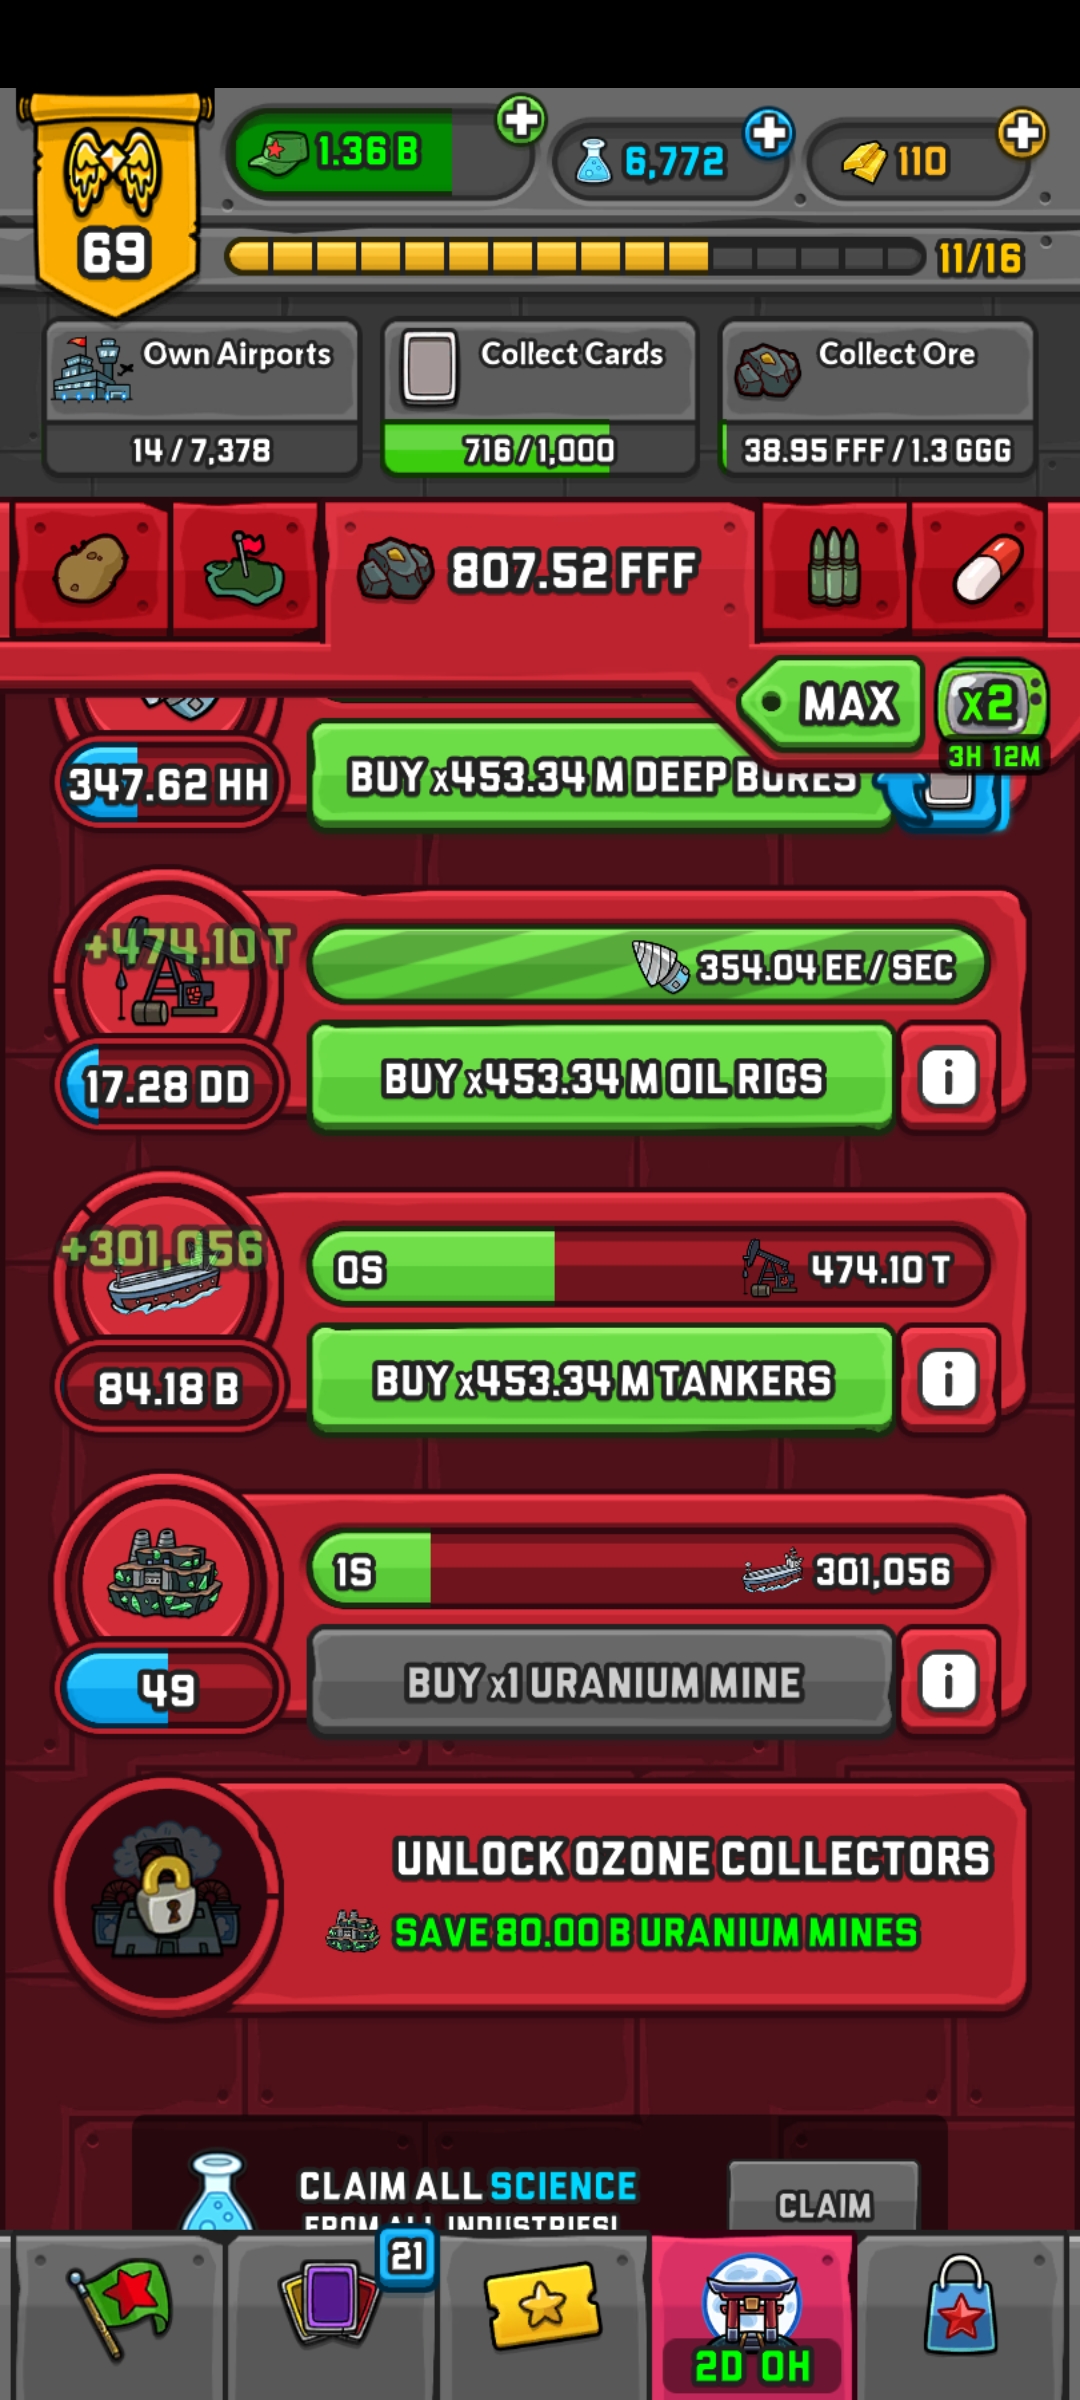 1.36 B
6,772
110
69
11/16
Own Airports
14 / 7,378
Collect Cards
716 / 1,000
Collect Ore
38.95 FFF / 1.3 GGG
807.52 FFF
MAX
x2
3H 12M
347.62 HH
BUY x453.34 M DEEP BORES
+474.10 T
354.04 EE / SEC
17.28 DD
BUY x453.34 M OIL RIGS
i
+301,056
0S
474.10 T
84.18 B
BUY x453.34 M TANKERS
i
1S
301,056
49
BUY x1 URANIUM MINE
i
UNLOCK OZONE COLLECTORS
SAVE 80.00 B URANIUM MINES
CLAIM ALL SCIENCE
FROM ALL INDUSTRIES!
CLAIM
21
2D 0H